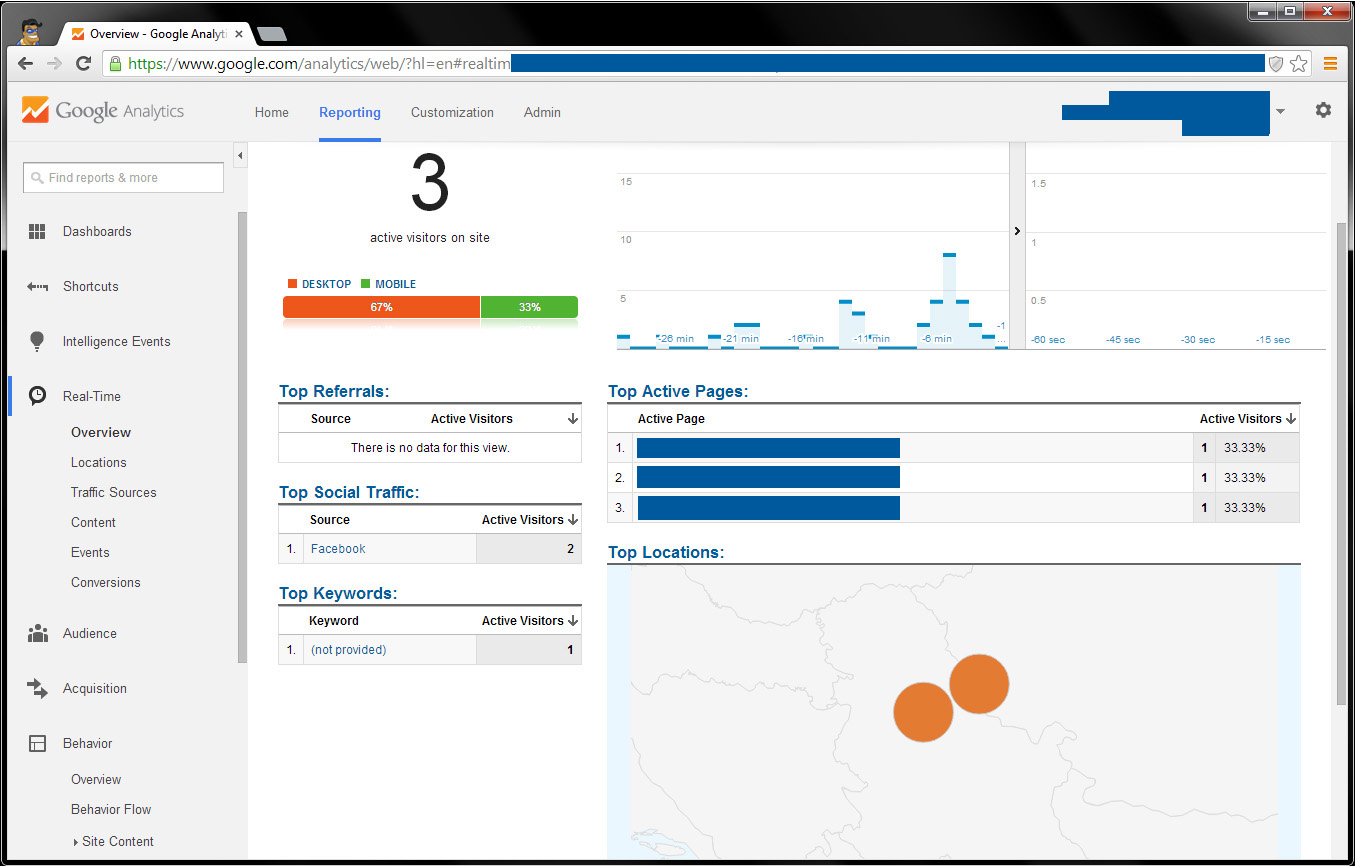 Overview - Google Analyti
https://www.google.com/analytics/web/?hl=en#realtim
Google Analytics
Home Reporting Customization Admin
Find reports & more
Dashboards
Shortcuts
Intelligence Events
Real-Time
Overview
Locations
Traffic Sources
Content
Events
Conversions
Audience
Acquisition
Behavior
Overview
Behavior Flow
Site Content
3
active visitors on site
DESKTOP MOBILE
67% 33%
15
10
5
-26 min -21 min -16 min -11 min -6 min -1
...
1.5
1
0.5
-60 sec -45 sec -30 sec -15 sec
Top Referrals:
Source Active Visitors
There is no data for this view.
Top Social Traffic:
Source Active Visitors
1. Facebook 2
Top Keywords:
Keyword Active Visitors
1. (not provided) 1
Top Active Pages:
Active Page Active Visitors
1. 1 33.33%
2. 1 33.33%
3. 1 33.33%
Top Locations: